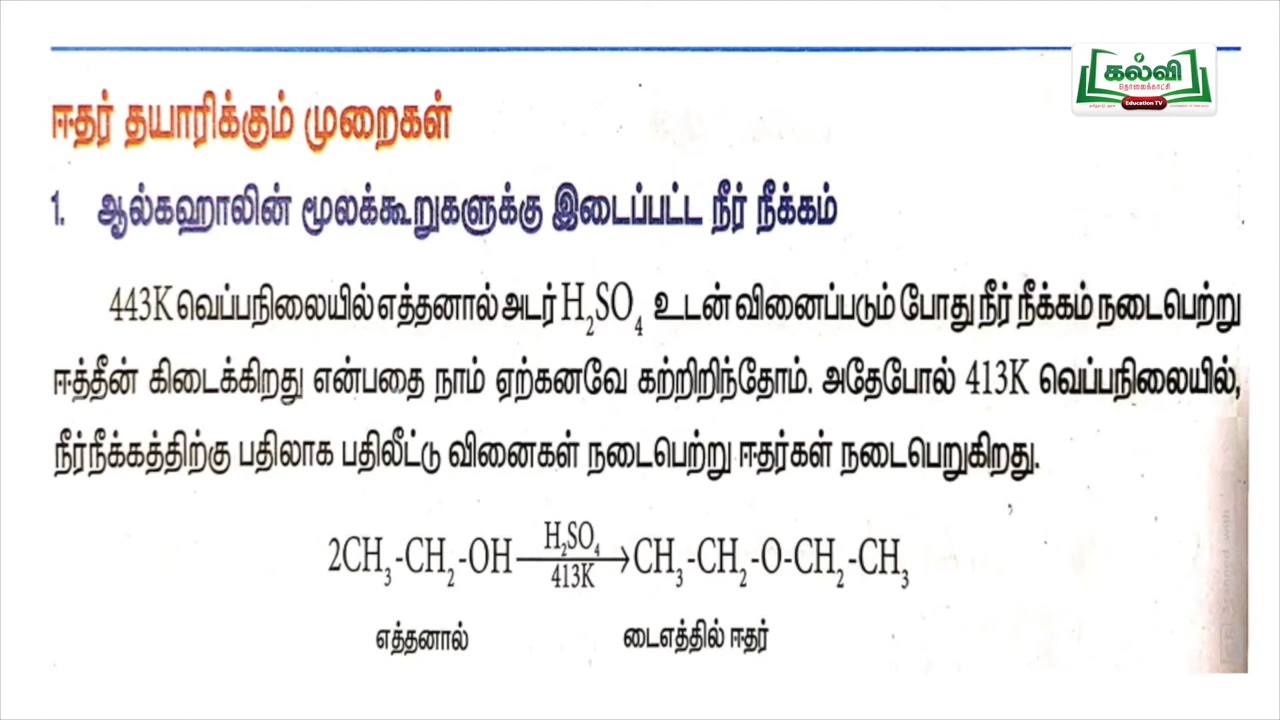 கல்வி
தொலைக்காட்சி
Education TV
ஈதர் தயாரிக்கும் முறைகள்
1. ஆல்கஹாலின் மூலக்கூறுகளுக்கு இடைப்பட்ட நீர் நீக்கம்
443K வெப்பநிலையில் எத்தனால் அடர் H₂SO₄ உடன் வினைப்படும் போது நீர் நீக்கம் நடைபெற்று
ஈத்தீன் கிடைக்கிறது என்பதை நாம் ஏற்கனவே கற்றிறிந்தோம். அதேபோல் 413K வெப்பநிலையில்,
நீர்நீக்கத்திற்கு பதிலாக பதிலீட்டு வினைகள் நடைபெற்று ஈதர்கள் நடைபெறுகிறது.
H₂SO₄
2CH₃-CH₂-OH⟶CH₃-CH₂-O-CH₂-CH₃
413K
எத்தனால் டைஎத்தில் ஈதர்
Scanned with